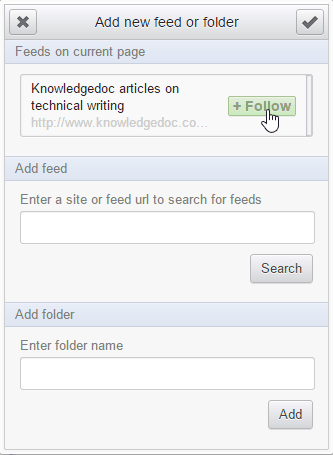 Add new feed or folder
Feeds on current page
Knowledgedoc articles on
technical writing
http://www.knowledgedoc.co...
+ Follow
Add feed
Enter a site or feed url to search for feeds
Search
Add folder
Enter folder name
Add